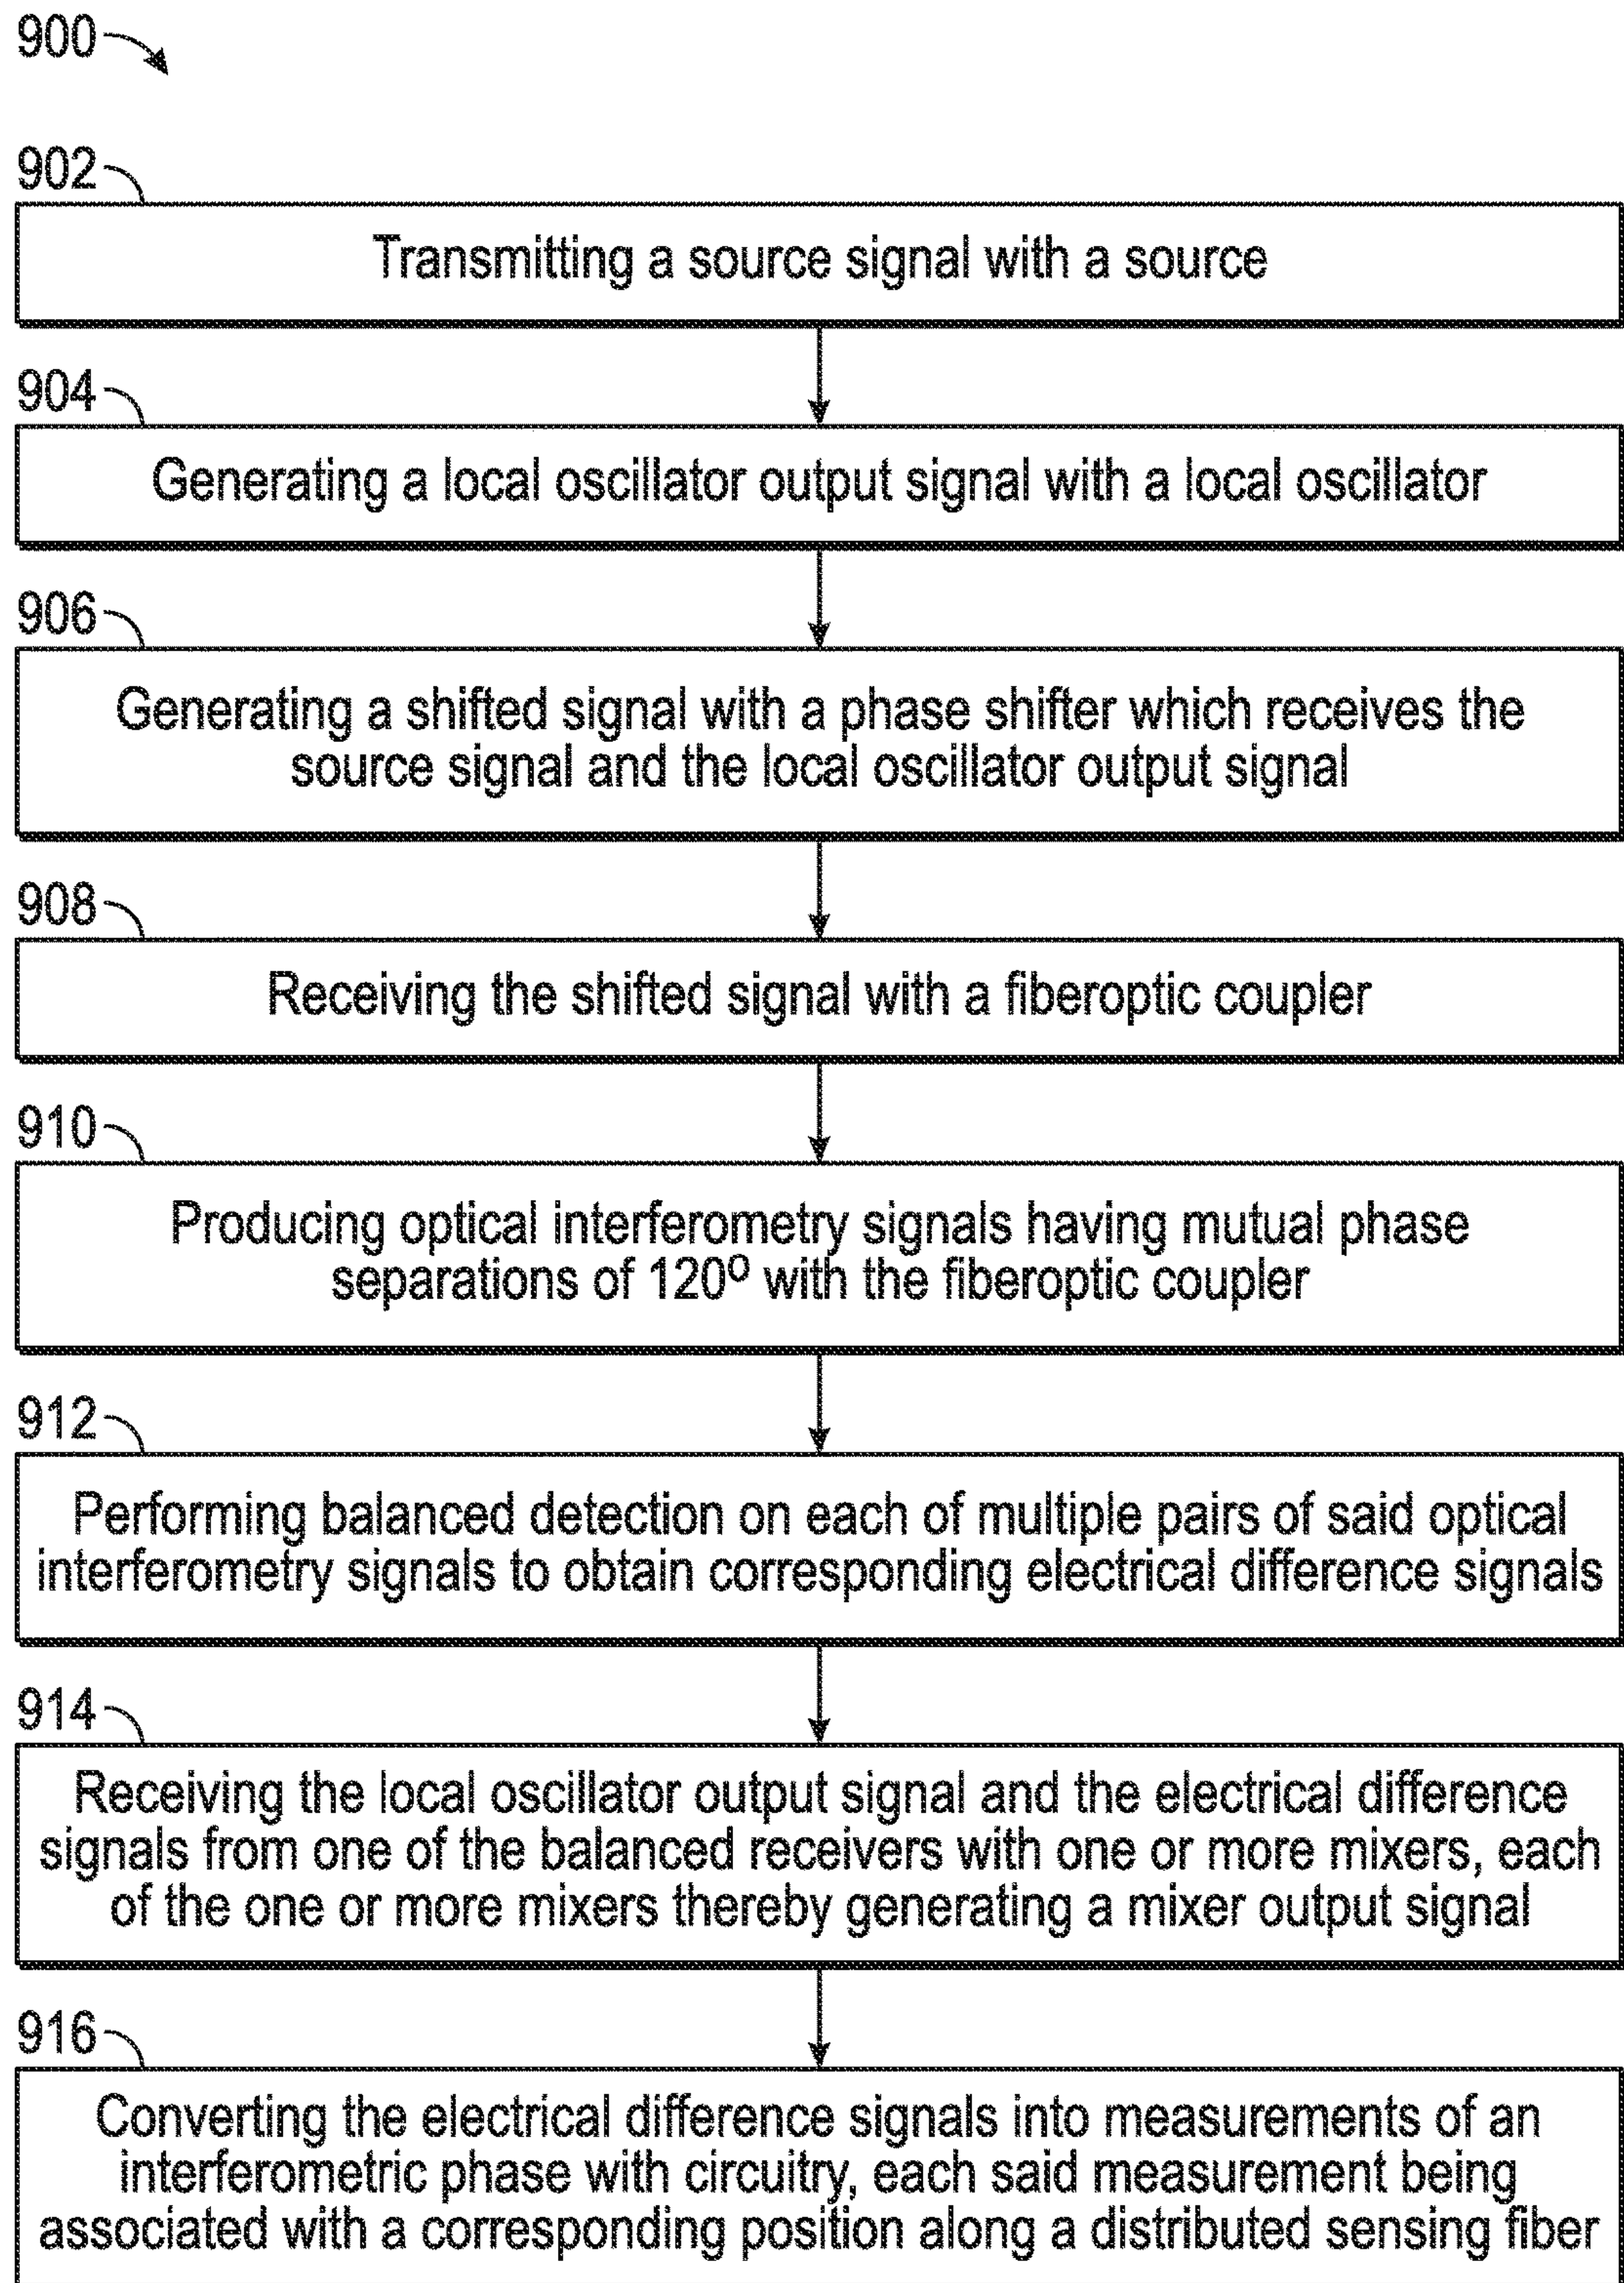 900
902
Transmitting a source signal with a source
904
Generating a local oscillator output signal with a local oscillator
906
Generating a shifted signal with a phase shifter which receives the
source signal and the local oscillator output signal
908
Receiving the shifted signal with a fiberoptic coupler
910
Producing optical interferometry signals having mutual phase
separations of 120º with the fiberoptic coupler
912
Performing balanced detection on each of multiple pairs of said optical
interferometry signals to obtain corresponding electrical difference signals
914
Receiving the local oscillator output signal and the electrical difference
signals from one of the balanced receivers with one or more mixers, each
of the one or more mixers thereby generating a mixer output signal
916
Converting the electrical difference signals into measurements of an
interferometric phase with circuitry, each said measurement being
associated with a corresponding position along a distributed sensing fiber